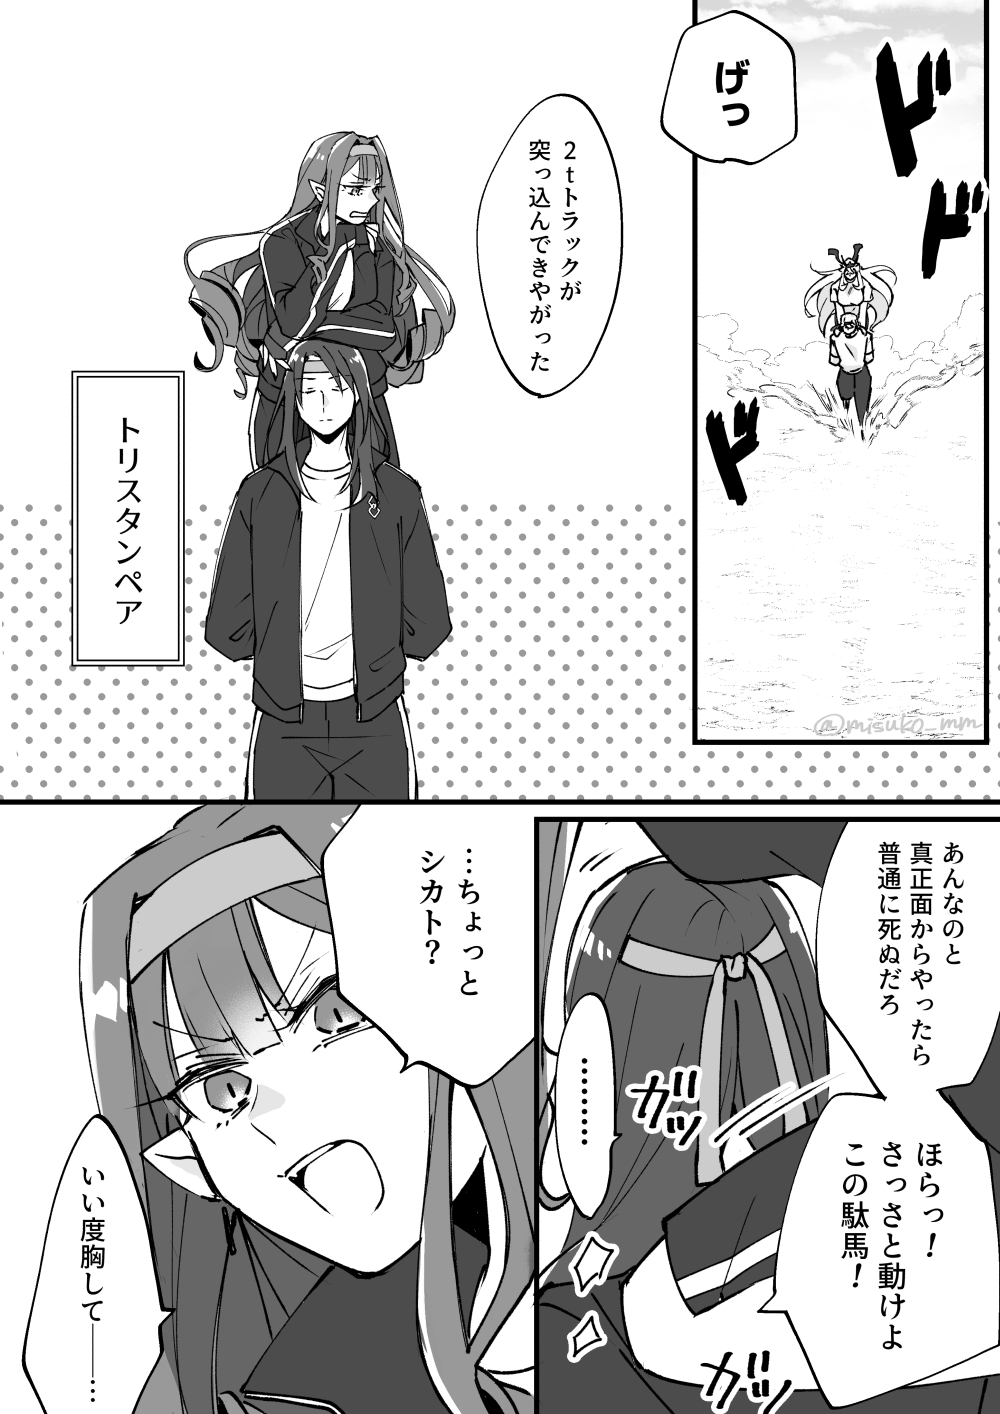 げっ
ドドド
2tトラックが
突っ込んできやがった
トリスタンペア
@misuko_mm
あんなのと
真正面からやったら
普通に死ぬだろ
ほらっ！
さっさと動けよ
この駄馬！
………
ガッ
ガッ
…ちょっと
シカト？
いい度胸して――…